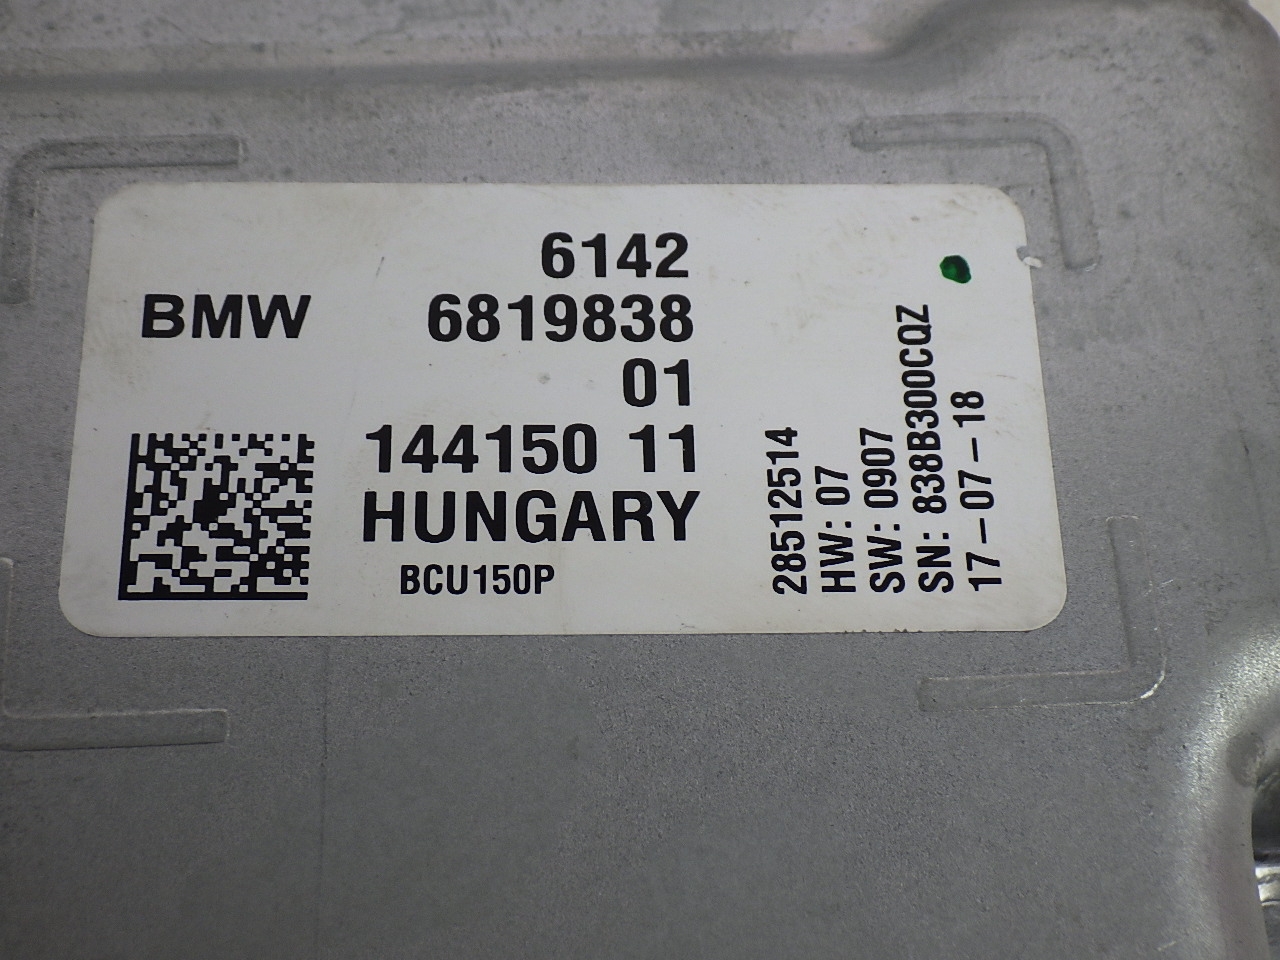 6142
BMW 6819838
01
144150 11
HUNGARY
BCU150P
28512514
HW: 07
SW: 0907
SN: 838B300CQZ
17-07-18